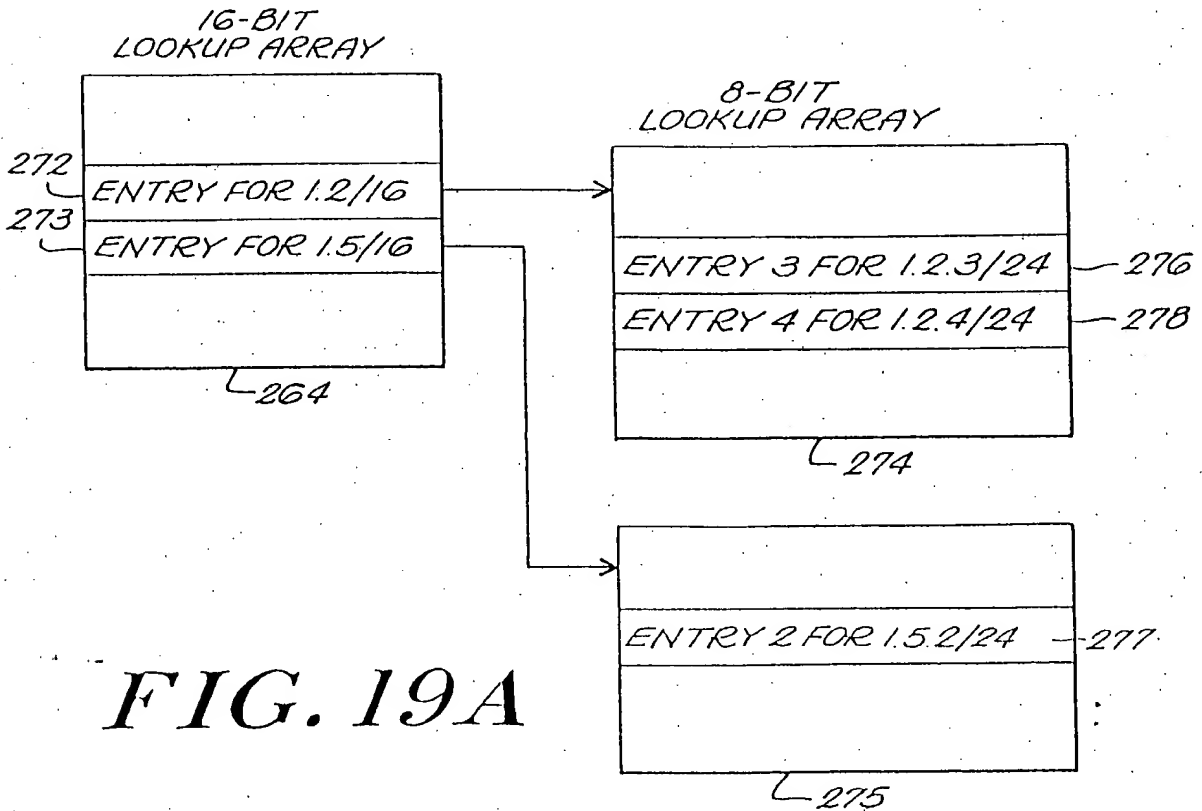 16-BIT
LOOKUP ARRAY
272
ENTRY FOR 1.2/16
273
ENTRY FOR 1.5/16
264
8-BIT
LOOKUP ARRAY
ENTRY 3 FOR 1.2.3/24
276
ENTRY 4 FOR 1.2.4/24
278
274
ENTRY 2 FOR 1.5.2/24
277
275
FIG. 19A